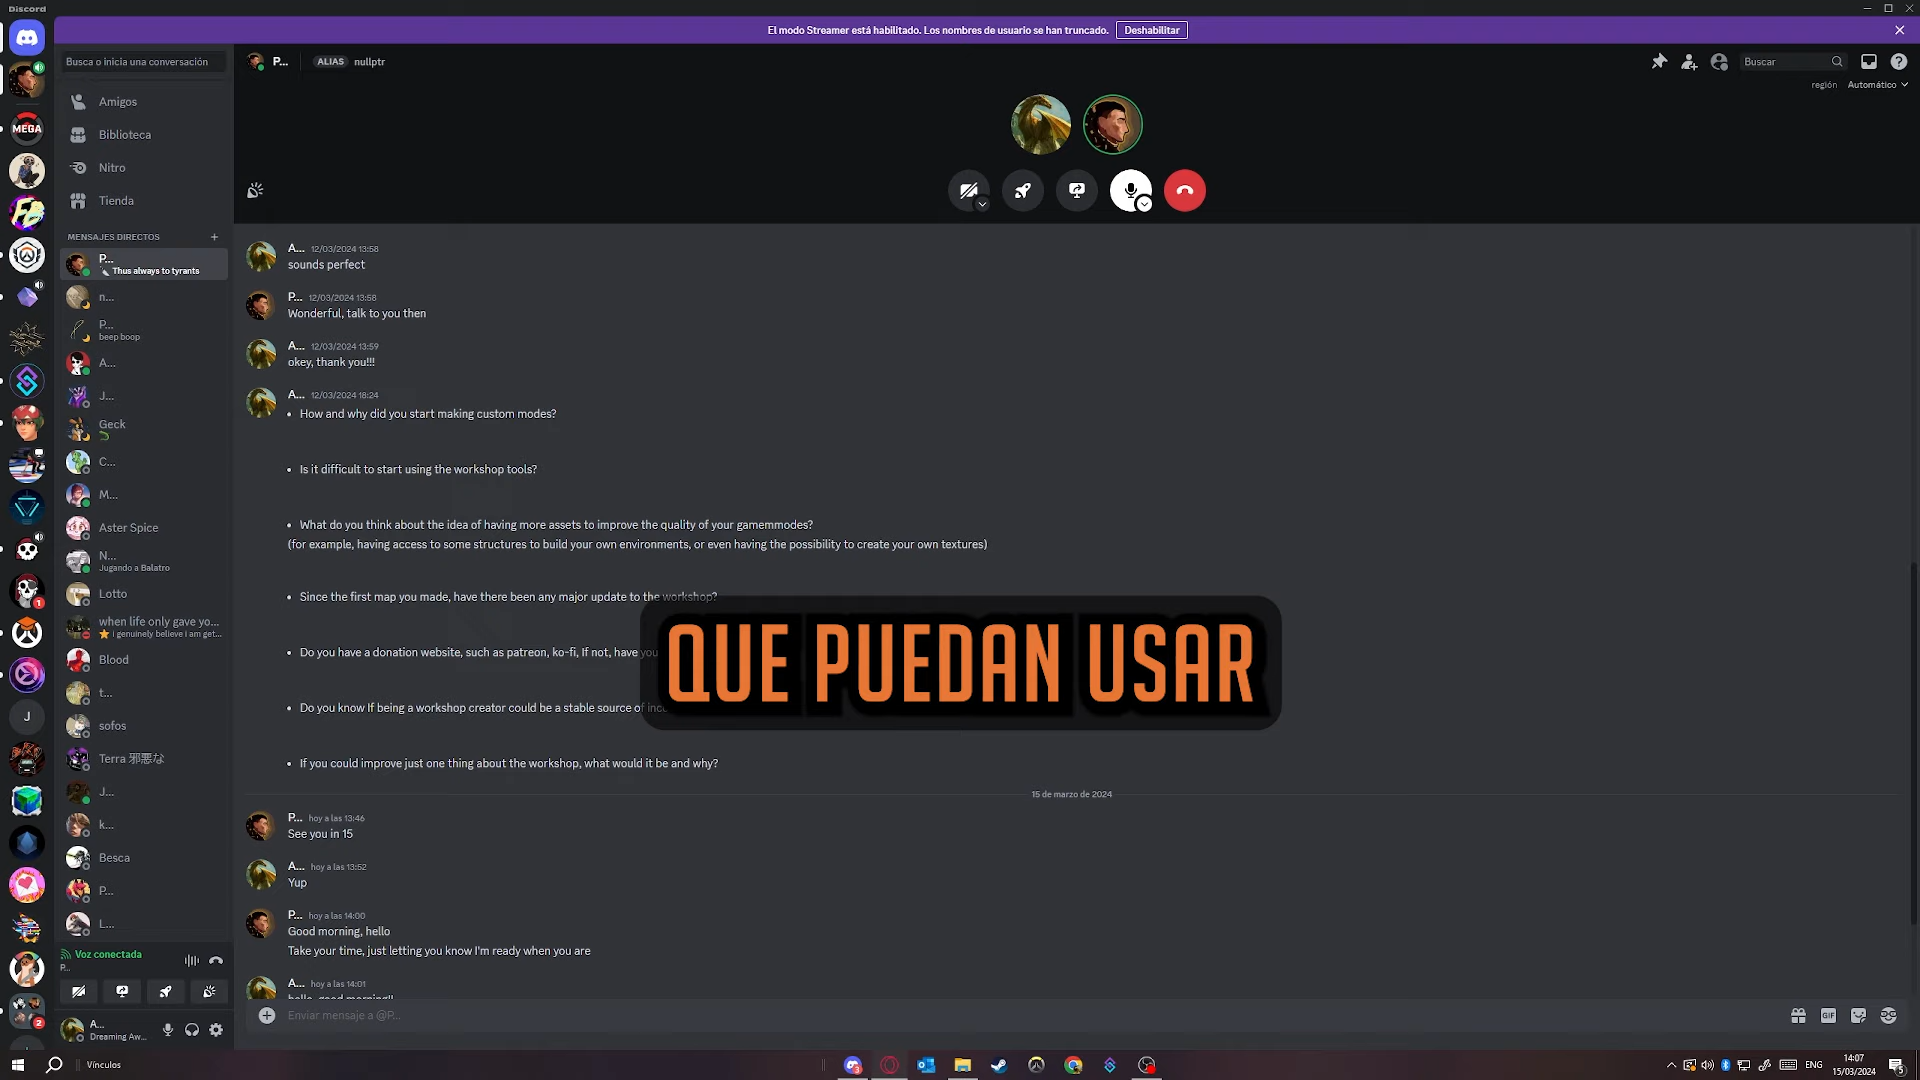 Discord
El modo Streamer está habilitado. Los nombres de usuario se han truncado. Deshabilitar
Busca o inicia una conversación
P... ALIAS nullptr
Buscar
región Automático
Amigos
Biblioteca
Nitro
Tienda
MENSAJES DIRECTOS
P...
Thus always to tyrants
n...
P...
beep boop
A...
J...
Geck
C...
M...
Aster Spice
N...
Jugando a Balatro
Lotto
when life only gave yo...
i genuinely believe i am get...
Blood
t...
sofos
Terra 邪悪な
J...
k...
Besca
P...
L...
Voz conectada
P...
A...
Dreaming Aw...
MEGA
J
1
2
A... 12/03/2024 13:58
sounds perfect
P... 12/03/2024 13:58
Wonderful, talk to you then
A... 12/03/2024 13:59
okey, thank you!!!
A... 12/03/2024 18:24
• How and why did you start making custom modes?
• Is it difficult to start using the workshop tools?
• What do you think about the idea of having more assets to improve the quality of your gamemmodes?
(for example, having access to some structures to build your own environments, or even having the possibility to create your own textures)
• Since the first map you made, have there been any major update to the workshop?
• Do you have a donation website, such as patreon, ko-fi, If not, have you
• Do you know If being a workshop creator could be a stable source of
• If you could improve just one thing about the workshop, what would it be and why?
QUE PUEDAN USAR
15 de marzo de 2024
P... hoy a las 13:46
See you in 15
A... hoy a las 13:52
Yup
P... hoy a las 14:00
Good morning, hello
Take your time, just letting you know I'm ready when you are
A... hoy a las 14:01
hello, good morning!!
Enviar mensaje a @P...
GIF
Vínculos
ENG
14:07
15/03/2024